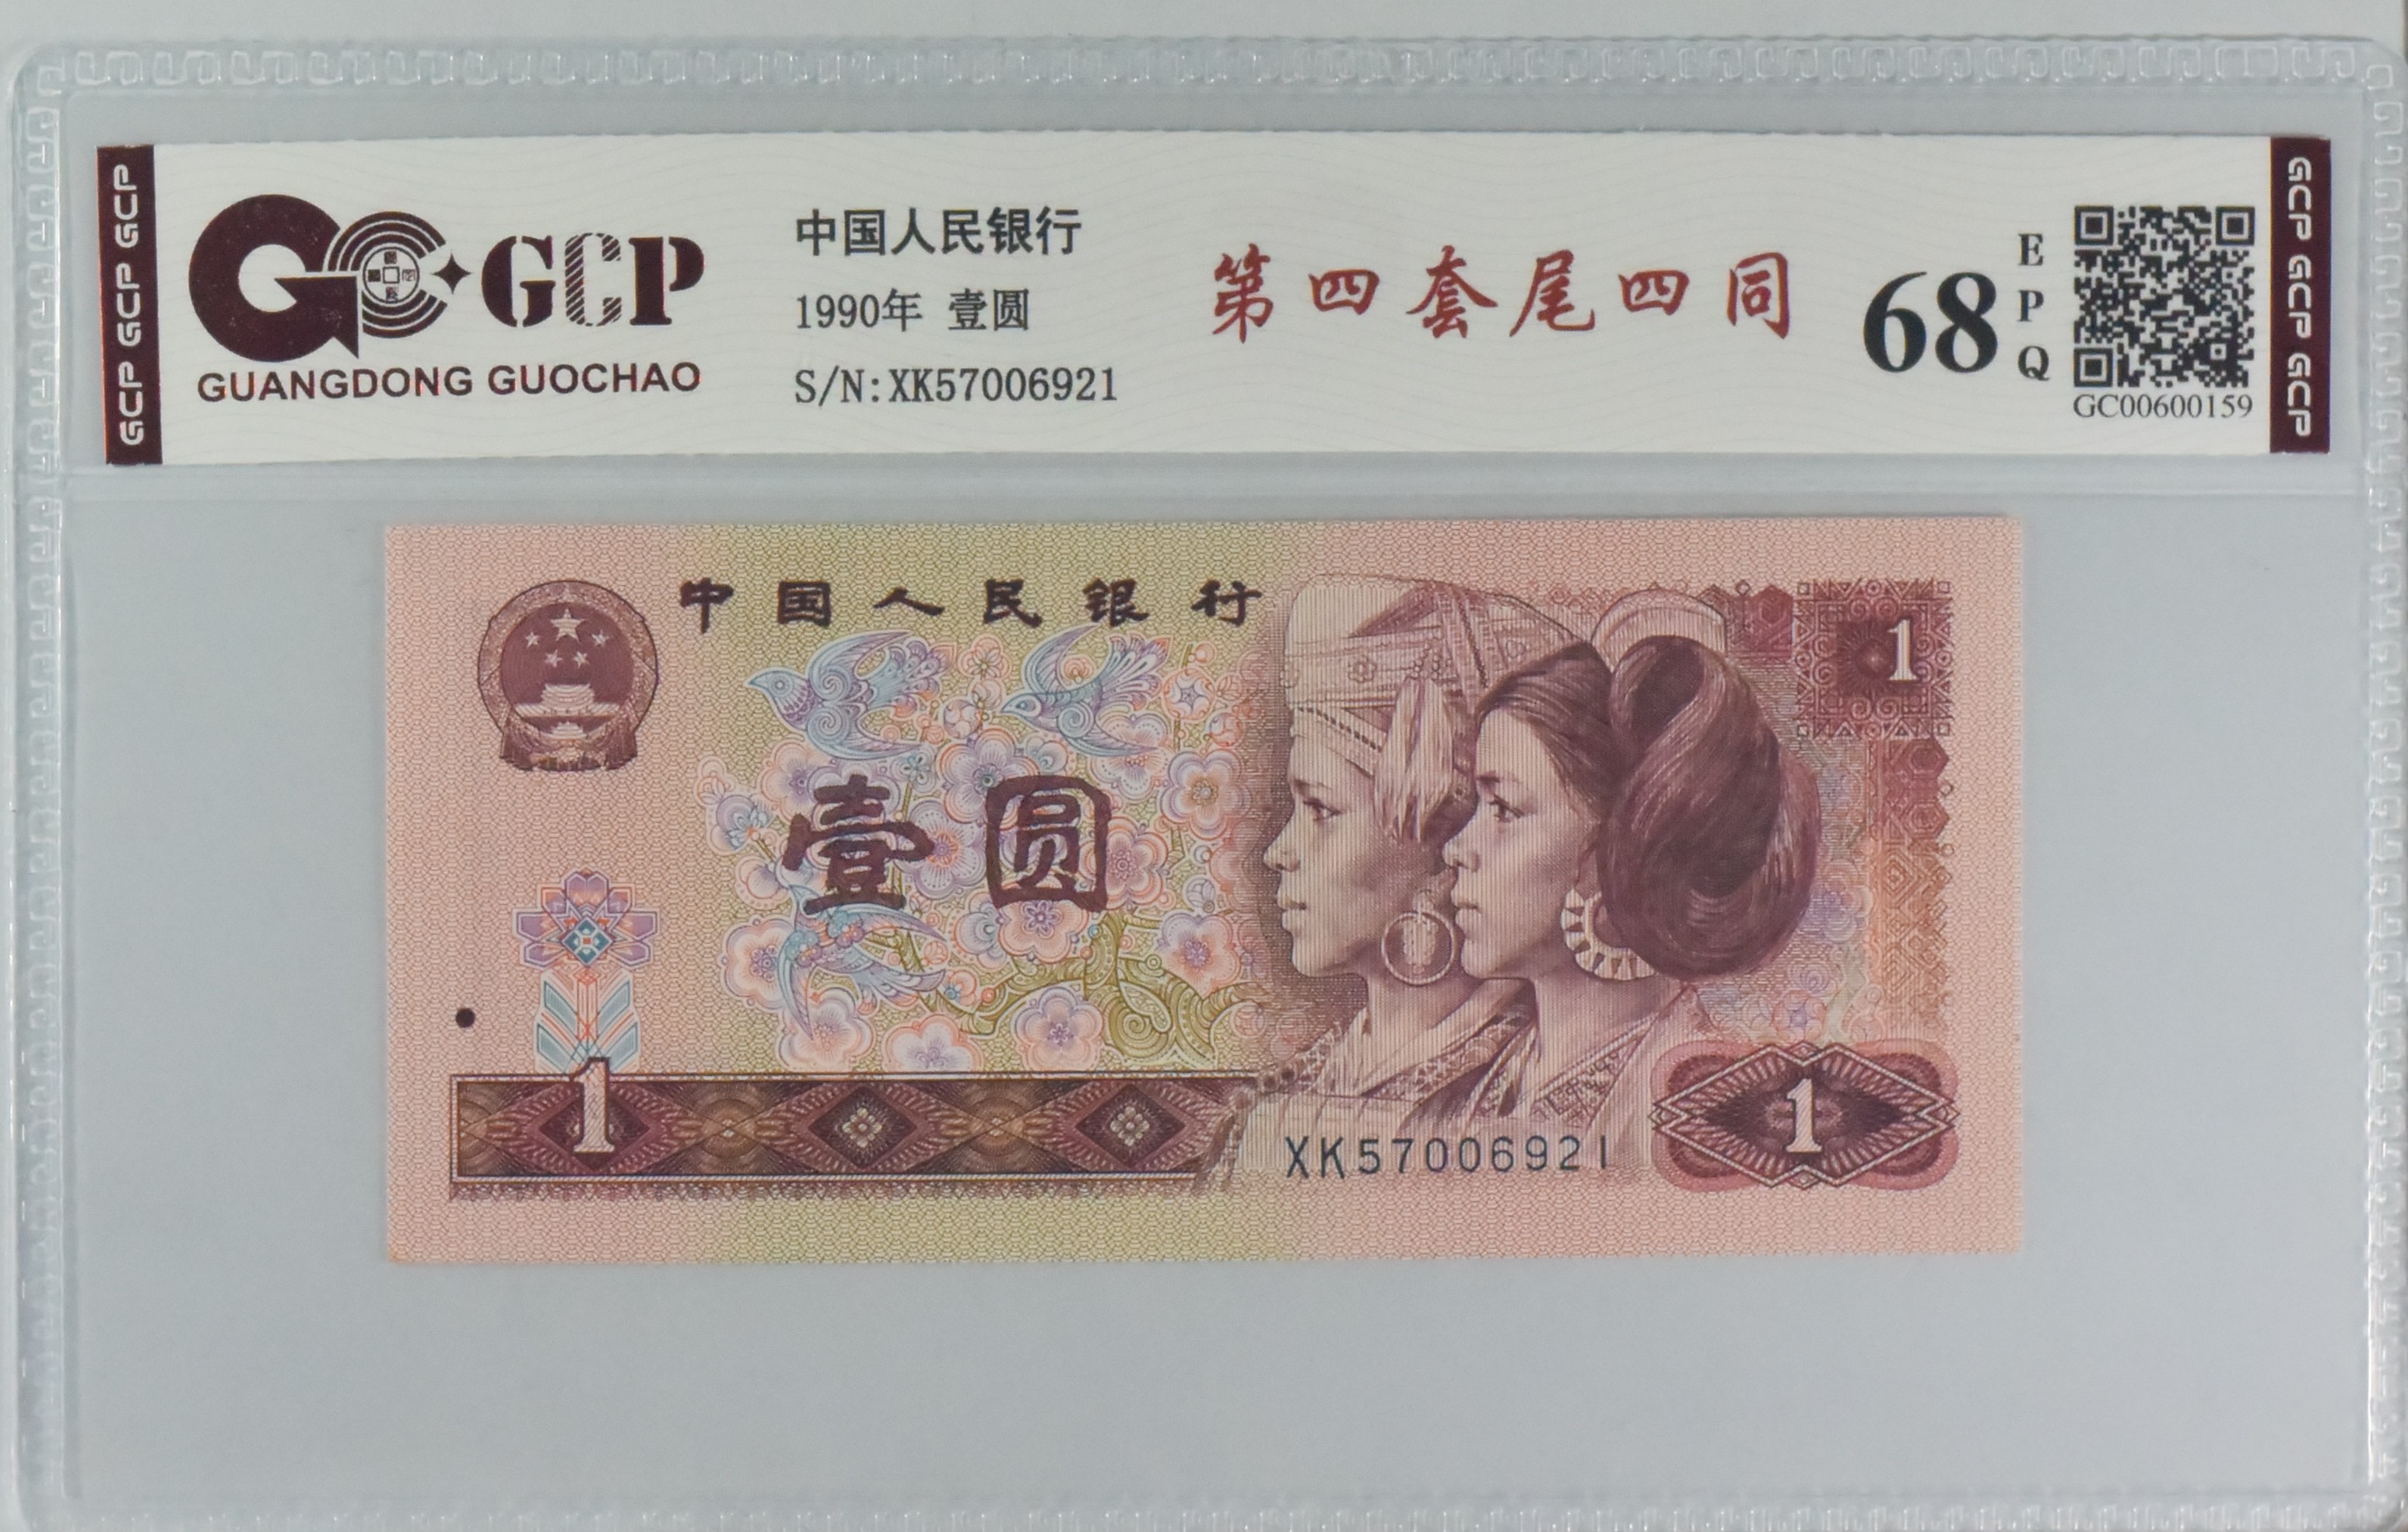 GCP GCP GCP
GCP
GUANGDONG GUOCHAO
中国人民银行
1990年 壹圆
S/N:XK57006921
第四套尾四同
68
EPQ
GC00600159
GCP GCP GCP
中国人民银行
1
壹圆
1
1
XK57006921